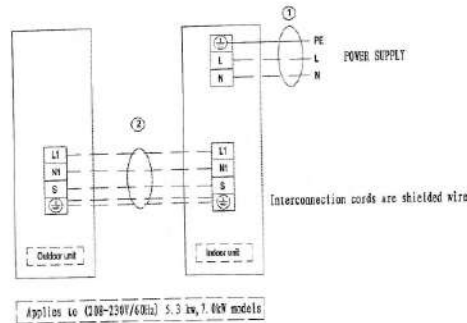 ①
PE
L
L
POWER SUPPLY
N
N
②
L1
L1
N1
N1
S
S
Interconnection cords are shielded wire
Outdoor unit
Indoor unit
Applies to (208-230V/60Hz) 5.3 kw,7.0kW models